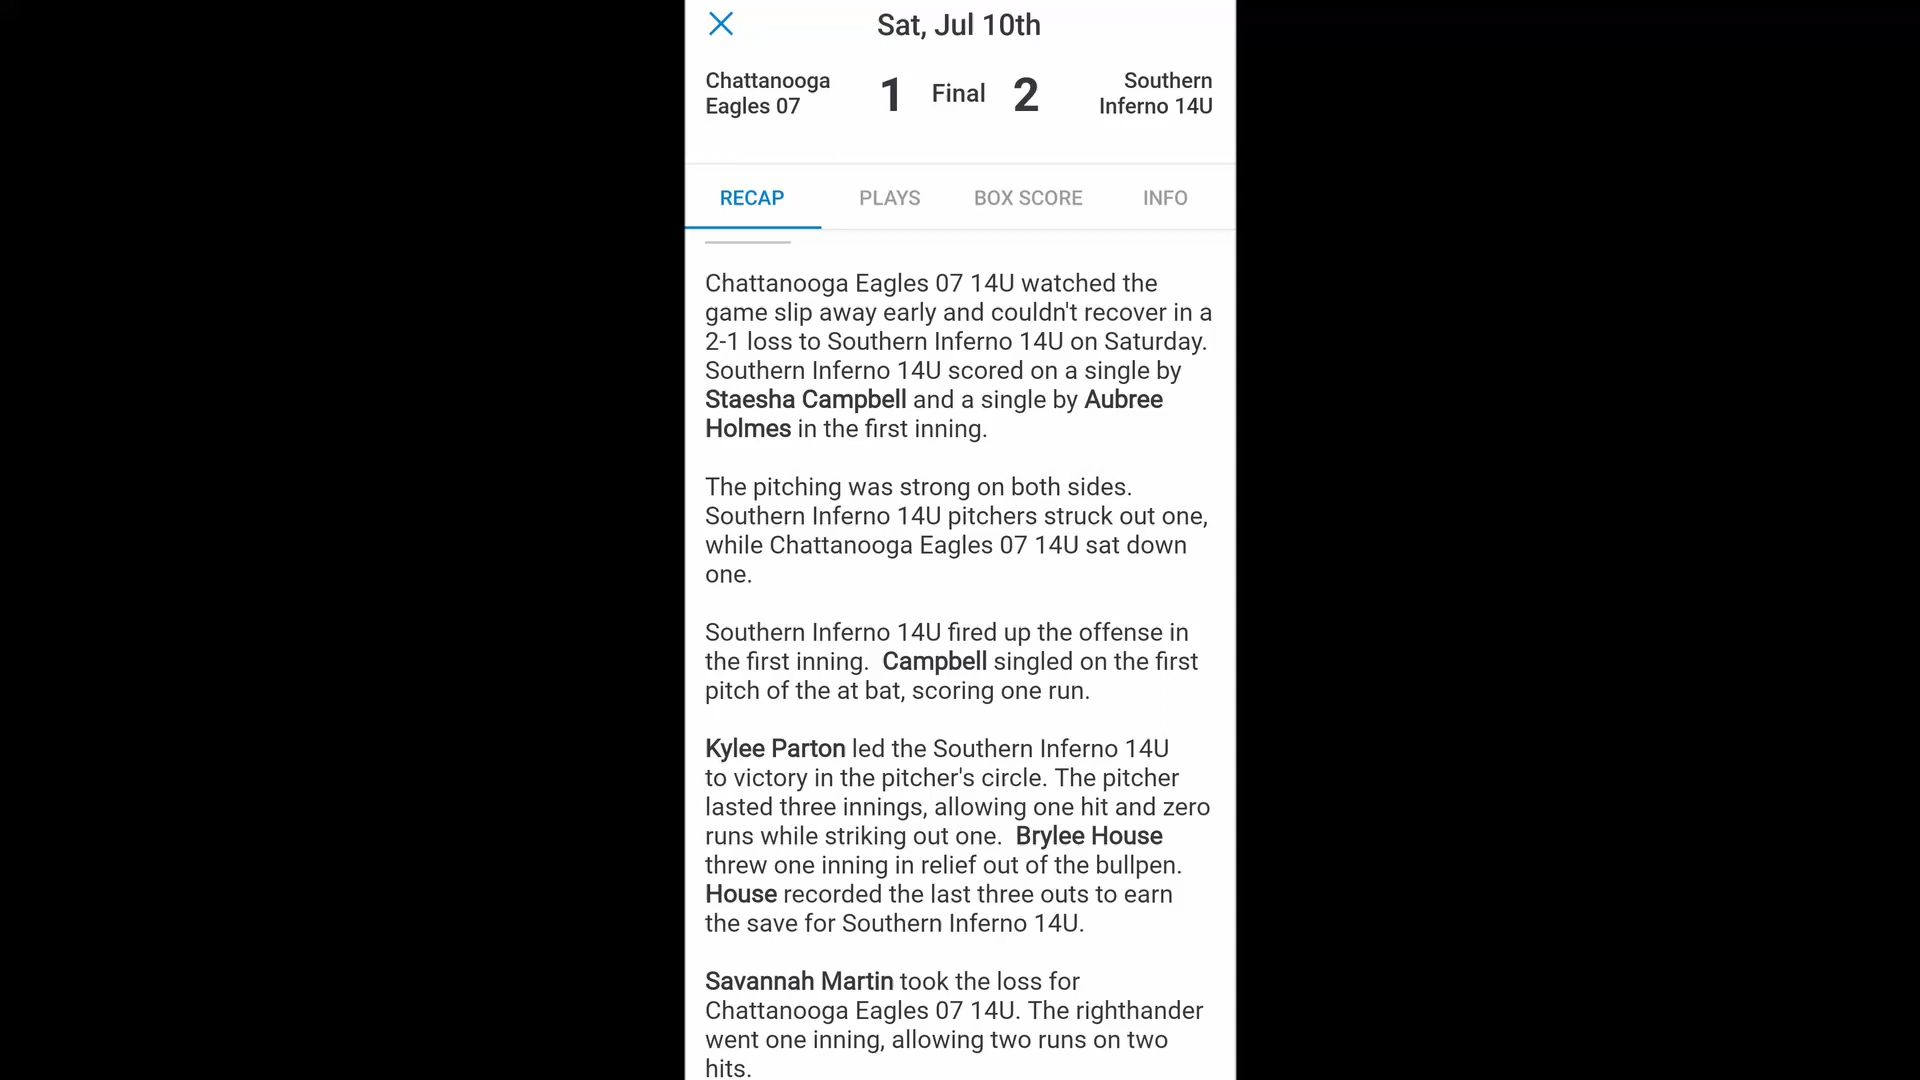 Sat, Jul 10th
Chattanooga
Eagles 07
1 Final 2
Southern
Inferno 14U
RECAP PLAYS BOX SCORE INFO
Chattanooga Eagles 07 14U watched the
game slip away early and couldn't recover in a
2-1 loss to Southern Inferno 14U on Saturday.
Southern Inferno 14U scored on a single by
Staesha Campbell and a single by Aubree
Holmes in the first inning.
The pitching was strong on both sides.
Southern Inferno 14U pitchers struck out one,
while Chattanooga Eagles 07 14U sat down
one.
Southern Inferno 14U fired up the offense in
the first inning. Campbell singled on the first
pitch of the at bat, scoring one run.
Kylee Parton led the Southern Inferno 14U
to victory in the pitcher's circle. The pitcher
lasted three innings, allowing one hit and zero
runs while striking out one. Brylee House
threw one inning in relief out of the bullpen.
House recorded the last three outs to earn
the save for Southern Inferno 14U.
Savannah Martin took the loss for
Chattanooga Eagles 07 14U. The righthander
went one inning, allowing two runs on two
hits.